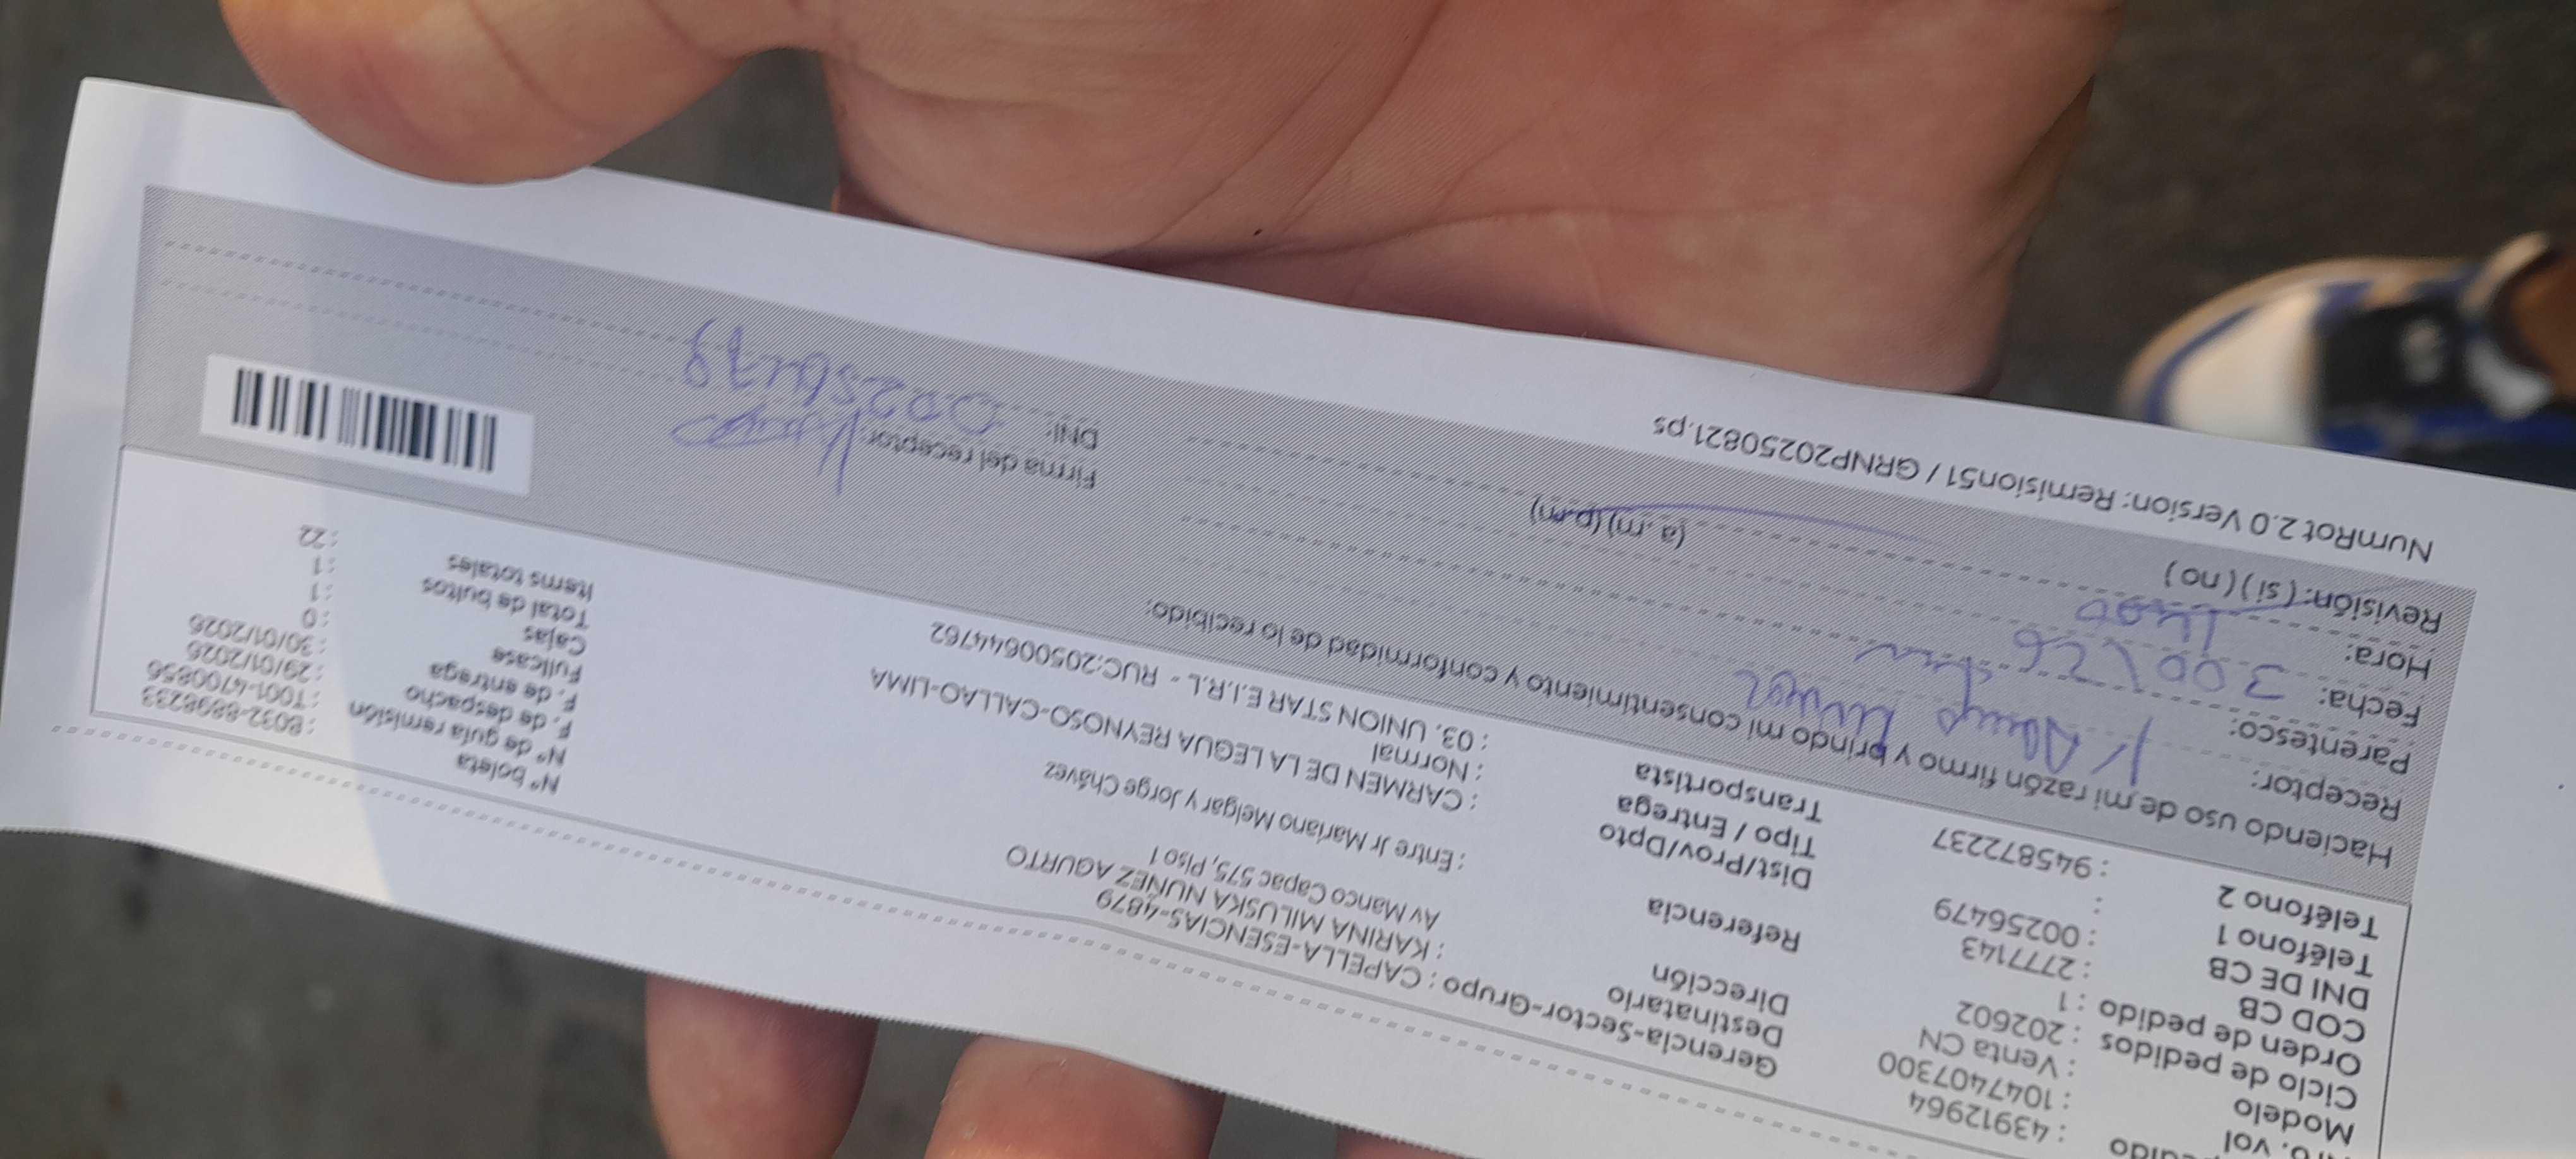 pedido : 43912964
Nro. vol : 1047407300
Modelo : Venta CN
Ciclo de pedidos : 202602
Orden de pedido : 1
COD CB : 2777143
DNI DE CB : 00256479
Teléfono 1 :
Teléfono 2 : 945872237
Gerencia-Sector-Grupo : CAPELLA-ESENCIAS-4879
Destinatario : KARINA MILUSKA NUÑEZ AGURTO
Dirección Av Manco Capac 575, Piso 1
Referencia : Entre Jr Mariano Melgar y Jorge Chávez
Dist/Prov/Dpto : CARMEN DE LA LEGUA REYNOSO-CALLAO-LIMA
Tipo / Entrega : Normal
Transportista : 03. UNION STAR E.I.R.L - RUC:20500644762
Nº boleta : B032-8898233
Nº de guía remisión : T001-4700856
F. de despacho : 29/01/2026
F. de entrega : 30/01/2026
Fullcase : 0
Cajas : 1
Total de bultos : 1
Items totales : 22
Haciendo uso de mi razón firmo y brindo mi consentimiento y conformidad de lo recibido:
Receptor:
Parentesco:
Fecha:
Hora: (a.m) (p.m)
Revisión: (si) (no)
Firma del receptor:
DNI: 00256479
NumRot 2.0 Version: Remision51 / GRNP20250821.ps